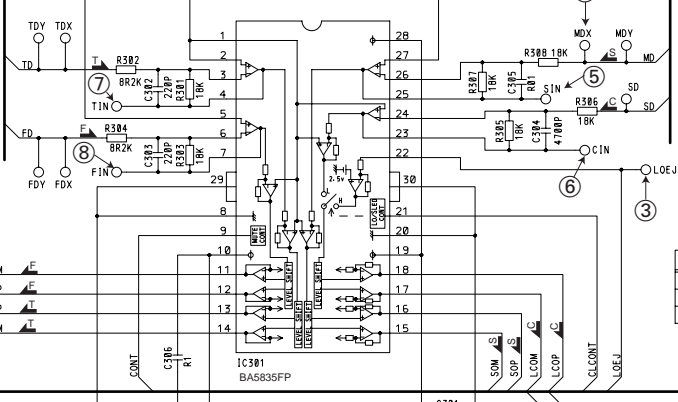 TDY TDX
TD
T
R302
8R2K
C302
220P
R301
18K
7
TIN
FD
F
R304
8R2K
C303
220P
R303
18K
8
FIN
FDY FDX
1
2
3
4
5
6
7
29
8
9
10
11
12
13
14
28
27
26
25
24
23
22
30
21
20
19
18
17
16
15
2.5V
L
H
MUTE
CONT
LO/SLED
CONT
LEVEL SHIFT
LEVEL SHIFT
LEVEL SHIFT
LEVEL SHIFT
MDX MDY
R308 18K
S
MD
R307
18K
C305
R01
SIN
5
SD
R306
18K
C
SD
R305
18K
C304
4700P
CIN
6
LOEJ
3
F
F
T
T
CONT
C306
R1
IC301
BA5835FP
SOM
S
SOP
S
LCOM
C
LCOP
C
CLCONT
LOEJ